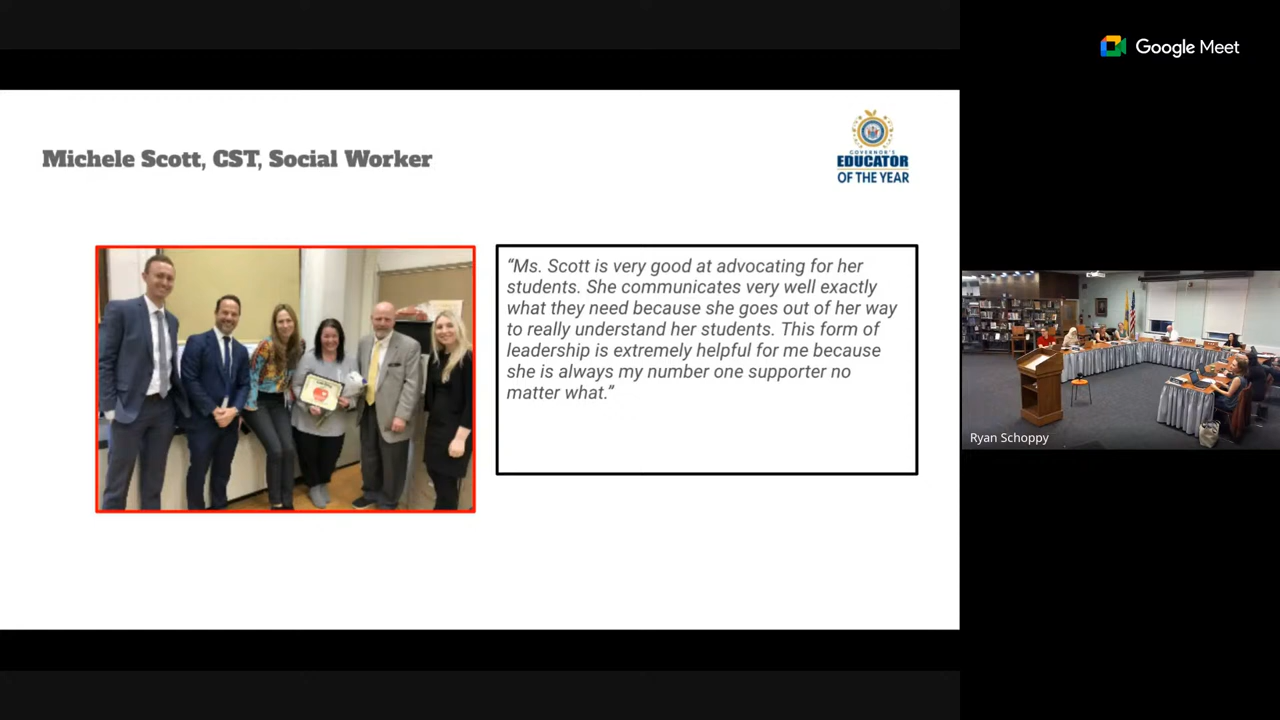 Google Meet
Michele Scott, CST, Social Worker
GOVERNOR'S
EDUCATOR
OF THE YEAR
“Ms. Scott is very good at advocating for her
students. She communicates very well exactly
what they need because she goes out of her way
to really understand her students. This form of
leadership is extremely helpful for me because
she is always my number one supporter no
matter what.”
Ryan Schoppy